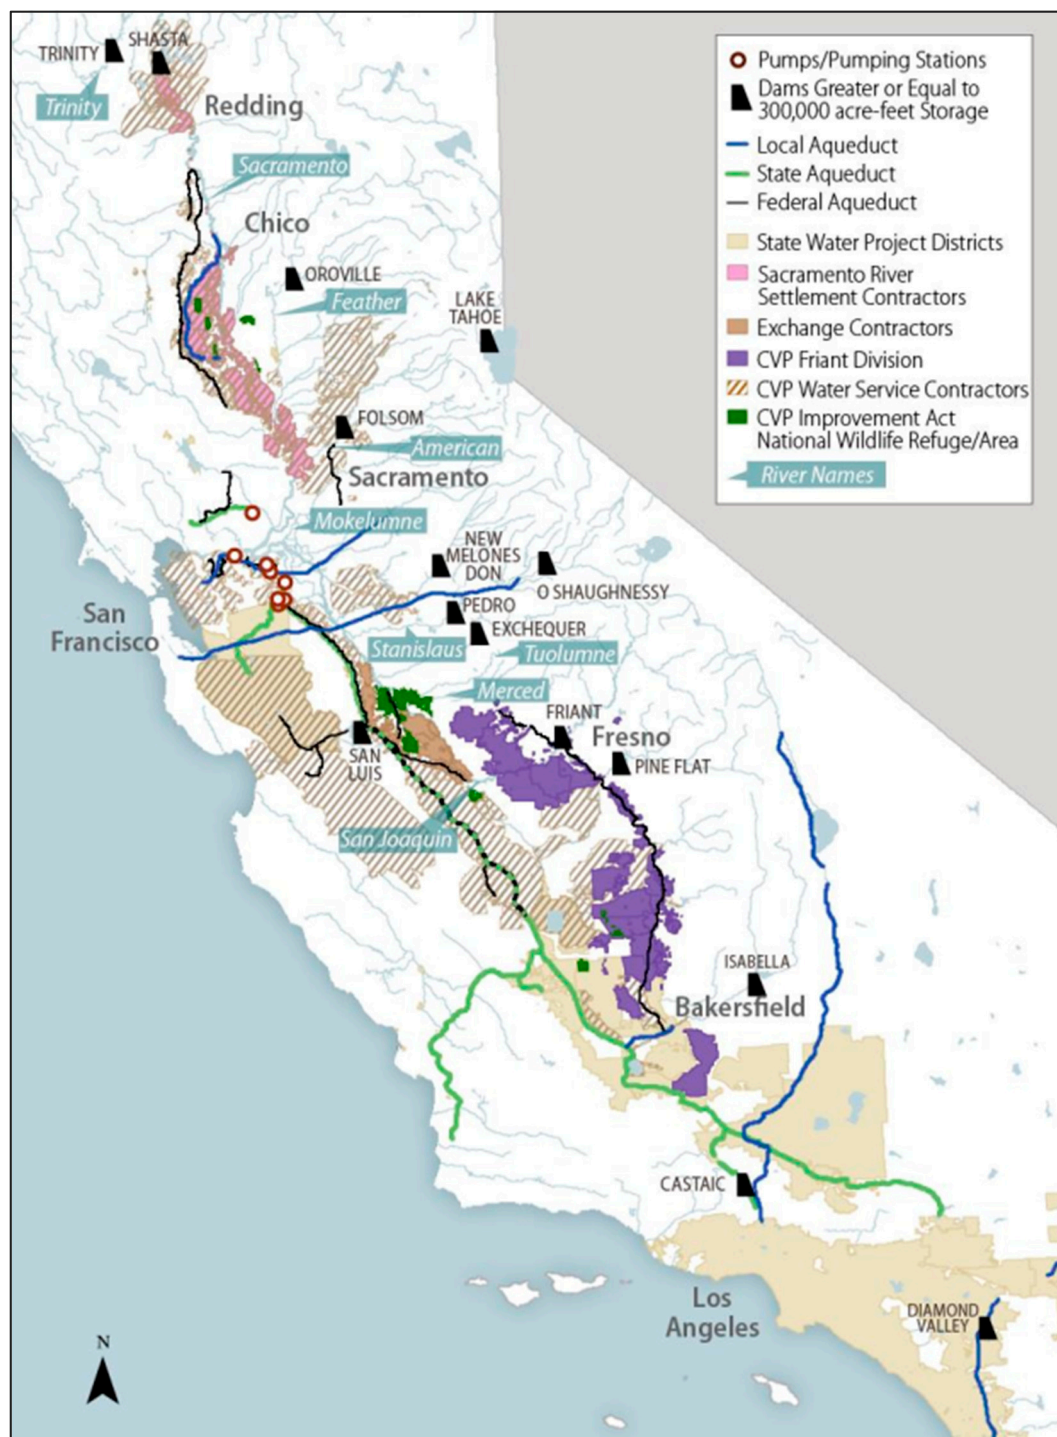 TRINITY
SHASTA
Trinity
Redding
Sacramento
Chico
OROVILLE
Feather
LAKE
TAHOE
FOLSOM
American
Sacramento
Mokelumne
NEW
MELONES
DON
PEDRO
O SHAUGHNESSY
EXCHEQUER
San
Francisco
Stanislaus
Tuolumne
Merced
FRIANT
Fresno
SAN
LUIS
PINE FLAT
San Joaquin
ISABELLA
Bakersfield
CASTAIC
Los
Angeles
DIAMOND
VALLEY
N
Pumps/Pumping Stations
Dams Greater or Equal to
300,000 acre-feet Storage
Local Aqueduct
State Aqueduct
Federal Aqueduct
State Water Project Districts
Sacramento River
Settlement Contractors
Exchange Contractors
CVP Friant Division
CVP Water Service Contractors
CVP Improvement Act
National Wildlife Refuge/Area
River Names